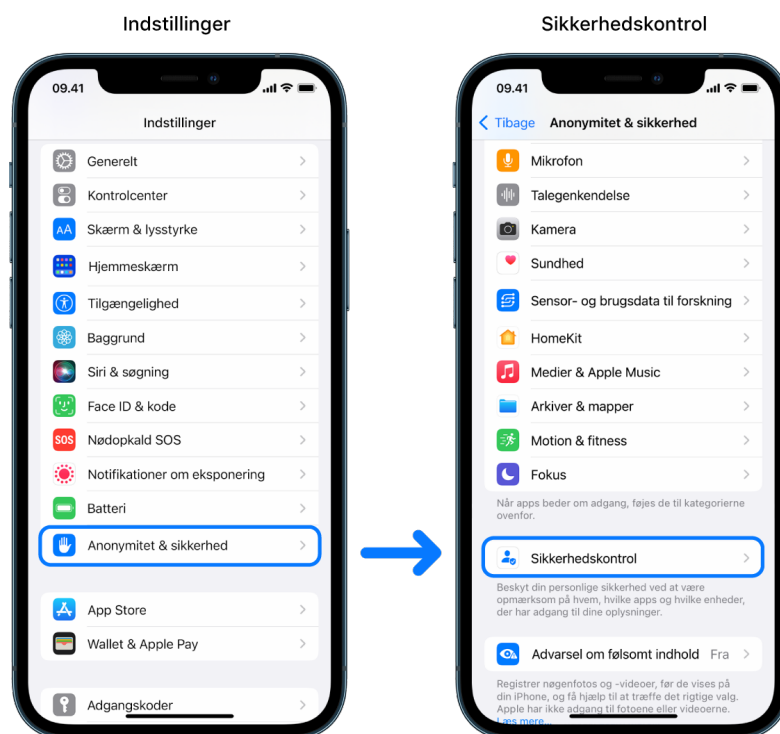 Indstillinger
09.41
Indstillinger
Generelt
Kontrolcenter
AA Skærm & lysstyrke
Hjemmeskærm
Tilgængelighed
Baggrund
Siri & søgning
Face ID & kode
SOS Nødopkald SOS
Notifikationer om eksponering
Batteri
Anonymitet & sikkerhed
App Store
Wallet & Apple Pay
Adgangskoder
Sikkerhedskontrol
09.41
Tibage Anonymitet & sikkerhed
Mikrofon
Talegenkendelse
Kamera
Sundhed
Sensor- og brugsdata til forskning
HomeKit
Medier & Apple Music
Arkiver & mapper
Motion & fitness
Fokus
Når apps beder om adgang, føjes de til kategorierne
ovenfor.
Sikkerhedskontrol
Beskyt din personlige sikkerhed ved at være
opmærksom på hvem, hvilke apps og hvilke enheder,
der har adgang til dine oplysninger.
Advarsel om følsomt indhold Fra
Registrer nøgenfotos og -videoer, før de vises på
din iPhone, og få hjælp til at træffe det rigtige valg.
Apple har ikke adgang til fotoene eller videoerne.
Læs mere...